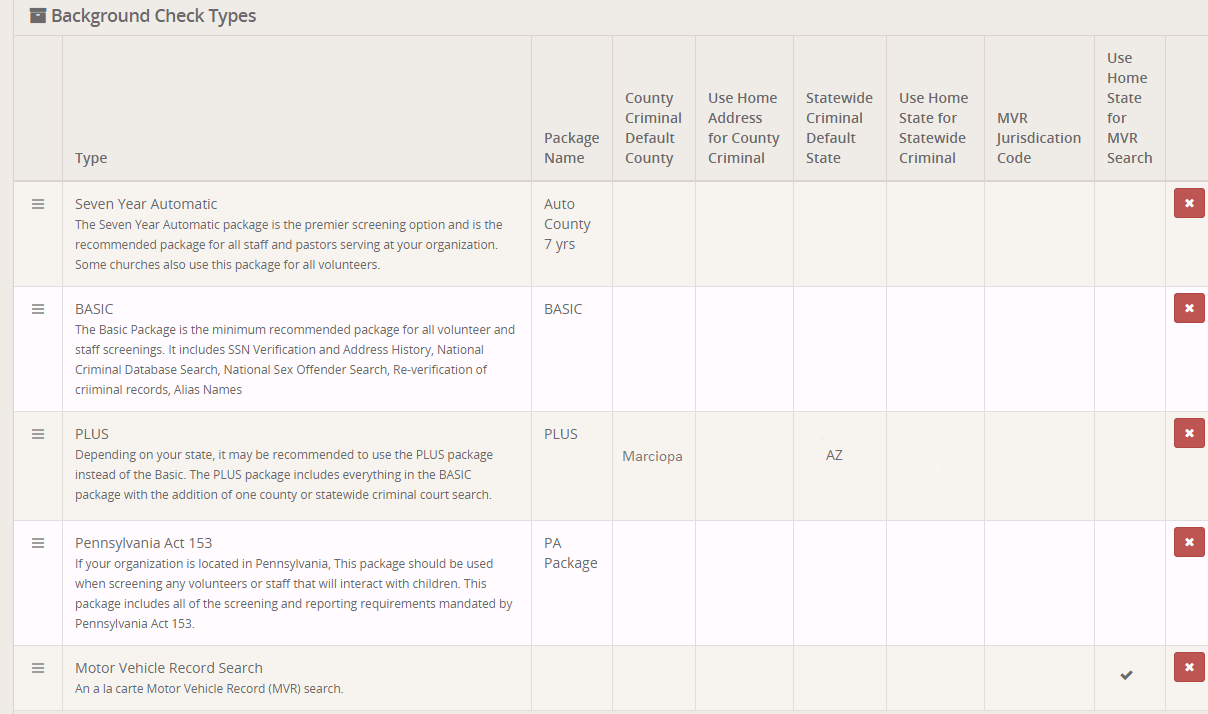 Background Check Types
Type
Package
Name
County
Criminal
Default
County
Use Home
Address
for County
Criminal
Statewide
Criminal
Default
State
Use Home
State for
Statewide
Criminal
MVR
Jurisdication
Code
Use
Home
State
for
MVR
Search
Seven Year Automatic
The Seven Year Automatic package is the premier screening option and is the
recommended package for all staff and pastors serving at your organization.
Some churches also use this package for all volunteers.
Auto
County
7 yrs
BASIC
The Basic Package is the minimum recommended package for all volunteer and
staff screenings. It includes SSN Verification and Address History, National
Criminal Database Search, National Sex Offender Search, Re-verification of
criiminal records, Alias Names
BASIC
PLUS
Depending on your state, it may be recommended to use the PLUS package
instead of the Basic. The PLUS package includes everything in the BASIC
package with the addition of one county or statewide criminal court search.
PLUS
Marciopa
AZ
Pennsylvania Act 153
If your organization is located in Pennsylvania, This package should be used
when screening any volunteers or staff that will interact with children. This
package includes all of the screening and reporting requirements mandated by
Pennsylvania Act 153.
PA
Package
Motor Vehicle Record Search
An a la carte Motor Vehicle Record (MVR) search.